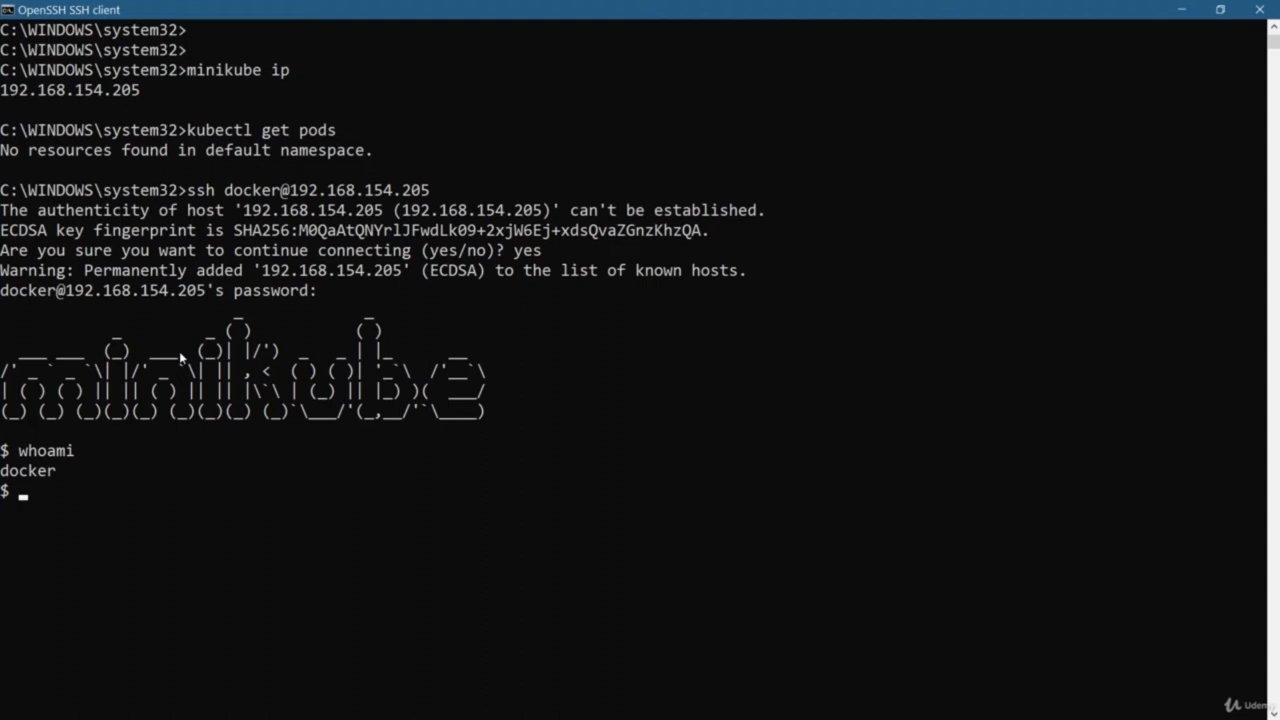 OpenSSH SSH client
C:\WINDOWS\system32>
C:\WINDOWS\system32>
C:\WINDOWS\system32>minikube ip
192.168.154.205
C:\WINDOWS\system32>kubectl get pods
No resources found in default namespace.
C:\WINDOWS\system32>ssh docker@192.168.154.205
The authenticity of host '192.168.154.205 (192.168.154.205)' can't be established.
ECDSA key fingerprint is SHA256:M0QaAtQNYrlJFwdLk09+2xjW6Ej+xdsQvaZGnzKhzQA.
Are you sure you want to continue connecting (yes/no)? yes
Warning: Permanently added '192.168.154.205' (ECDSA) to the list of known hosts.
docker@192.168.154.205's password:
minikube
$ whoami
docker
$
Udemy